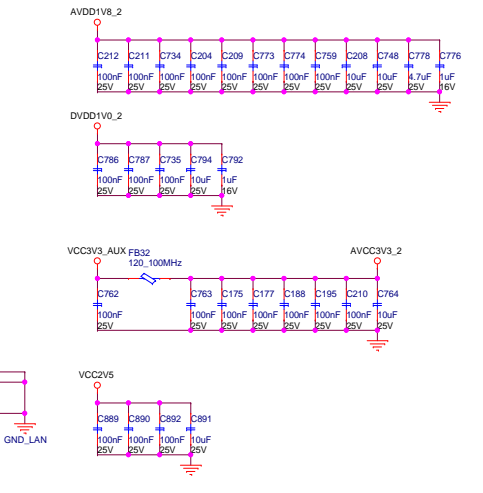 AVDD1V8_2
C212 C211 C734 C204 C209 C773 C774 C759 C208 C748 C778 C776
100nF 100nF 100nF 100nF 100nF 100nF 100nF 100nF 10uF 10uF 4.7uF 1uF
25V 25V 25V 25V 25V 25V 25V 25V 25V 25V 25V 16V
DVDD1V0_2
C786 C787 C735 C794 C792
100nF 100nF 100nF 10uF 1uF
25V 25V 25V 25V 16V
VCC3V3_AUX FB32 AVCC3V3_2
120_100MHz
C762 C763 C175 C177 C188 C195 C210 C764
100nF 100nF 100nF 100nF 100nF 100nF 100nF 10uF
25V 25V 25V 25V 25V 25V 25V 25V
VCC2V5
C889 C890 C892 C891
GND_LAN 100nF 100nF 100nF 10uF
25V 25V 25V 25V